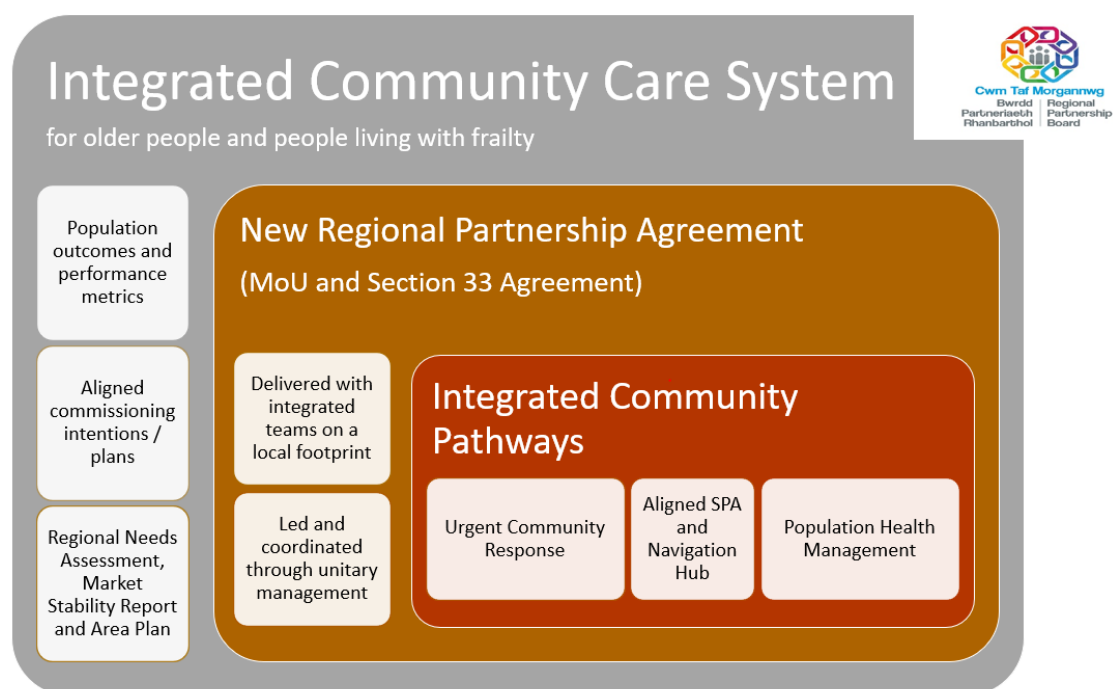 Integrated Community Care System
for older people and people living with frailty
Cwm Taf Morgannwg
Bwrdd
Partneriaeth
Rhanbarthol
Regional
Partnership
Board
Population
outcomes and
performance
metrics
Aligned
commissioning
intentions /
plans
Regional Needs
Assessment,
Market
Stability Report
and Area Plan
New Regional Partnership Agreement
(MoU and Section 33 Agreement)
Delivered with
integrated
teams on a
local footprint
Led and
coordinated
through unitary
management
Integrated Community
Pathways
Urgent Community
Response
Aligned SPA
and
Navigation
Hub
Population Health
Management